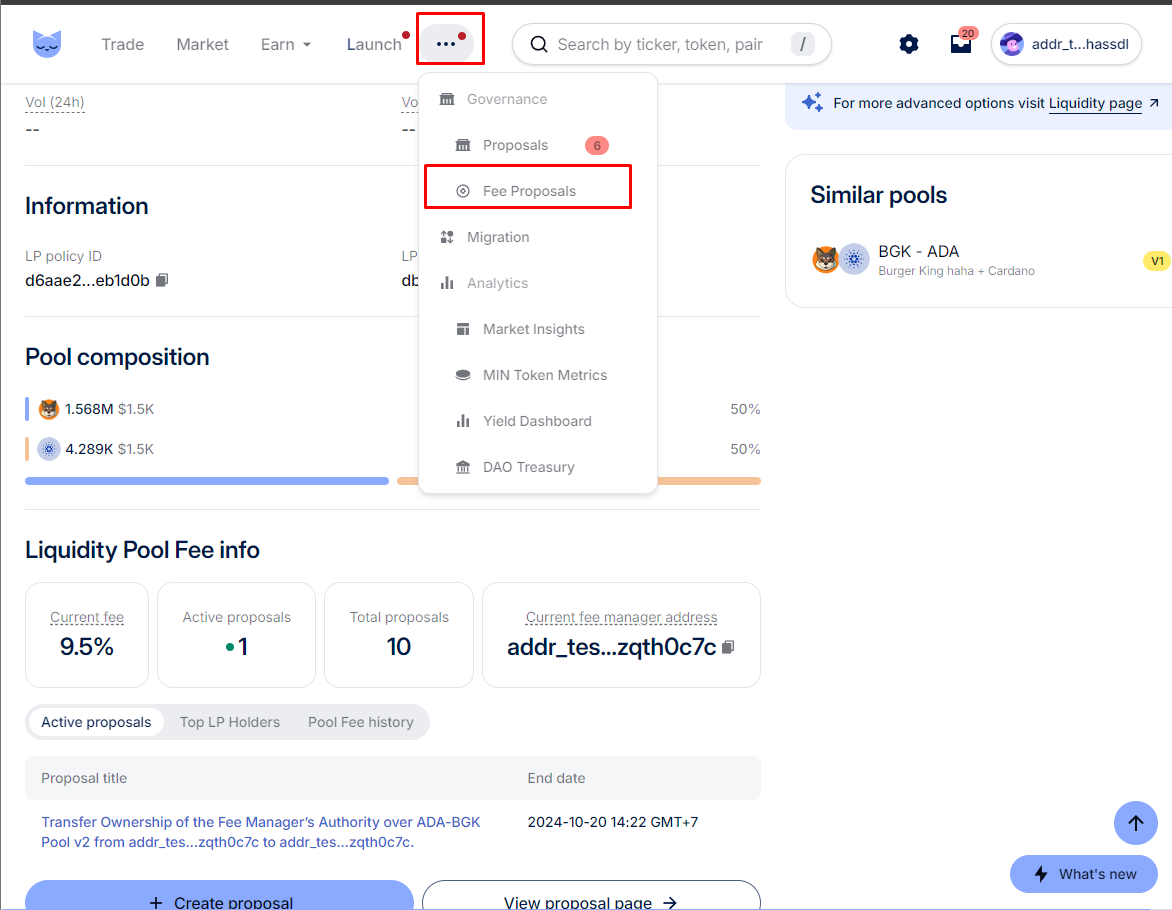 Trade
Market
Earn
Launch
Search by ticker, token, pair
/
20
addr_t...hassdl
Governance
Proposals
6
Fee Proposals
Migration
Analytics
Market Insights
MIN Token Metrics
Yield Dashboard
DAO Treasury
Vol (24h)
--
Vo
--
For more advanced options visit Liquidity page
Information
LP policy ID
d6aae2...eb1d0b
LP
db
Similar pools
BGK - ADA
Burger King haha + Cardano
V1
Pool composition
1.568M $1.5K
50%
4.289K $1.5K
50%
Liquidity Pool Fee info
Current fee
9.5%
Active proposals
1
Total proposals
10
Current fee manager address
addr_tes...zqth0c7c
Active proposals
Top LP Holders
Pool Fee history
Proposal title
End date
Transfer Ownership of the Fee Manager’s Authority over ADA-BGK
Pool v2 from addr_tes...zqth0c7c to addr_tes...zqth0c7c.
2024-10-20 14:22 GMT+7
What's new
+ Create proposal
View proposal page